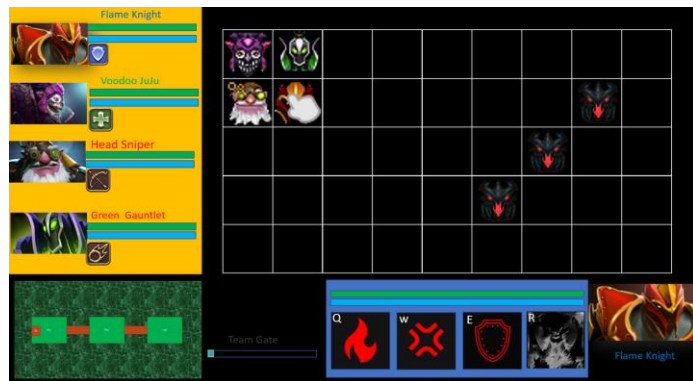 Flame Knight
Voodoo JuJu
Head Sniper
Green Gauntlet
Team Gate
Q
W
E
R
Flame Knight